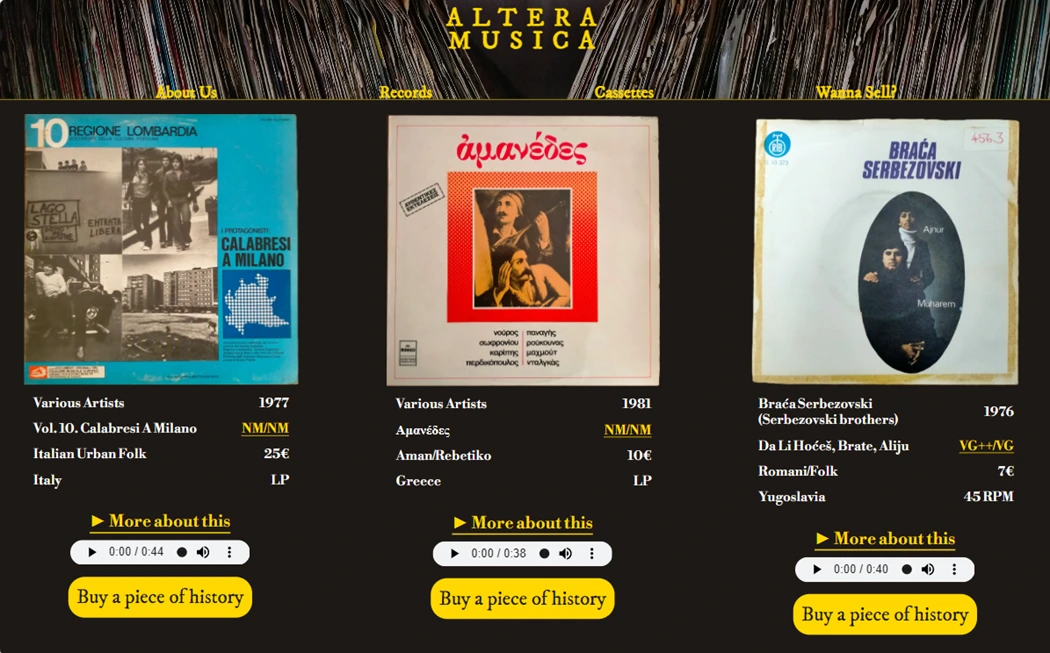 ALTERA
MUSICA
About Us
Records
Cassettes
Wanna Sell?
10 REGIONE LOMBARDIA
LAGO
STELLA
ENTRATA
LIBERA
I PROTAGONISTI
CALABRESI
A MILANO
Various Artists 1977
Vol. 10. Calabresi A Milano NM/NM
Italian Urban Folk 25€
Italy LP
► More about this
0:00 / 0:44
Buy a piece of history
ἀμανέδες
ΑΥΘΕΝΤΙΚΕΣ
ΕΚΤΕΛΕΣΕΙΣ
νούρος παναγής
σωφρονίου ρούκουνας
καρίπης μαχμούτ
περδικόπουλος νταλγκάς
Various Artists 1981
Αμανέδες NM/NM
Aman/Rebetiko 10€
Greece LP
► More about this
0:00 / 0:38
Buy a piece of history
RTB
456.3
BRAĆA
SERBEZOVSKI
Ajnur
Muharem
Braća Serbezovski
(Serbezovski brothers) 1976
Da Li Hoćeš, Brate, Aliju VG++/VG
Romani/Folk 7€
Yugoslavia 45 RPM
► More about this
0:00 / 0:40
Buy a piece of history